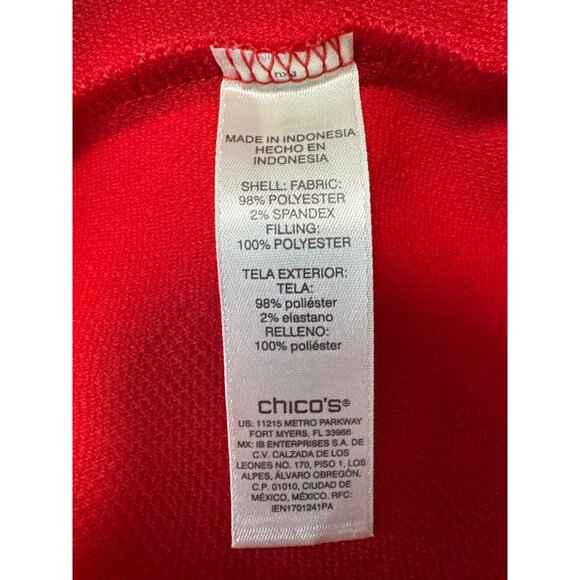 MADE IN INDONESIA
HECHO EN
INDONESIA
SHELL: FABRIC:
98% POLYESTER
2% SPANDEX
FILLING:
100% POLYESTER
TELA EXTERIOR:
TELA:
98% poliéster
2% elastano
RELLENO:
100% poliéster
chico's®
US: 11215 METRO PARKWAY
FORT MYERS, FL 33966
MX: IB ENTERPRISES S.A. DE
C.V. CALZADA DE LOS
LEONES NO. 170, PISO 1, LOS
ALPES, ÁLVARO OBREGÓN,
C.P. 01010, CIUDAD DE
MÉXICO, MÉXICO. RFC:
IEN1701241PA